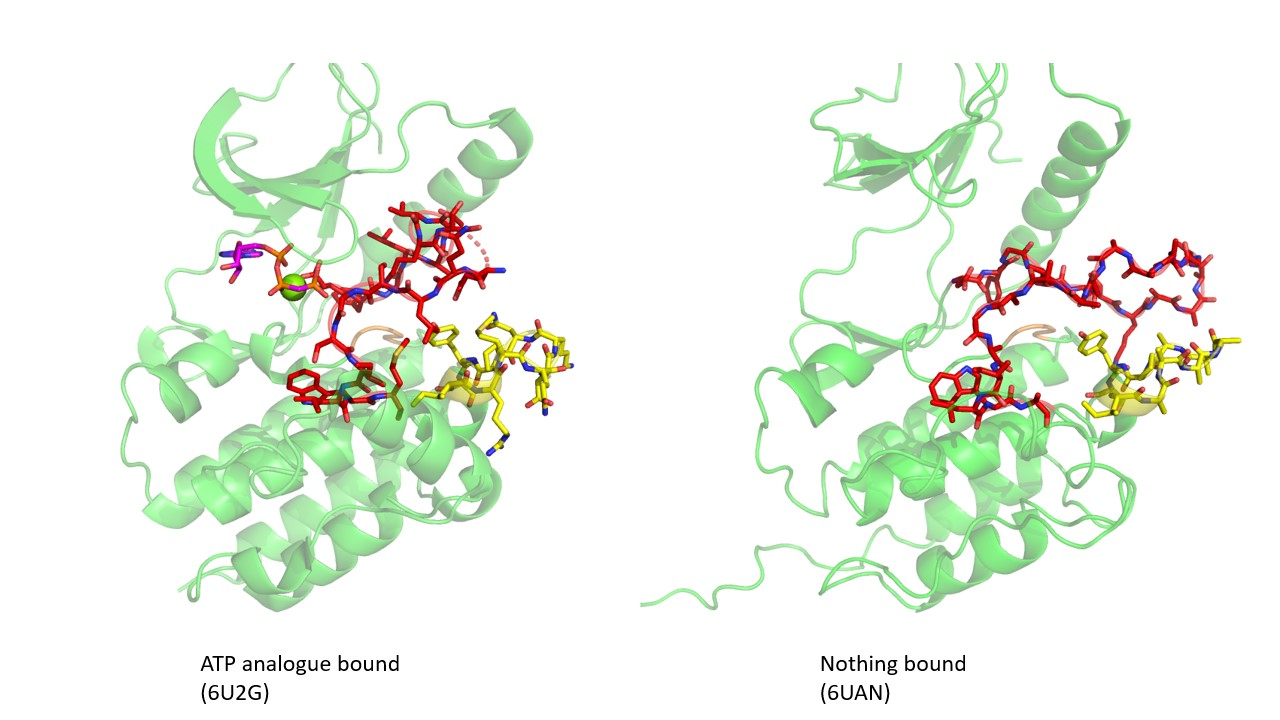 ATP analogue bound
(6U2G)
Nothing bound
(6UAN)